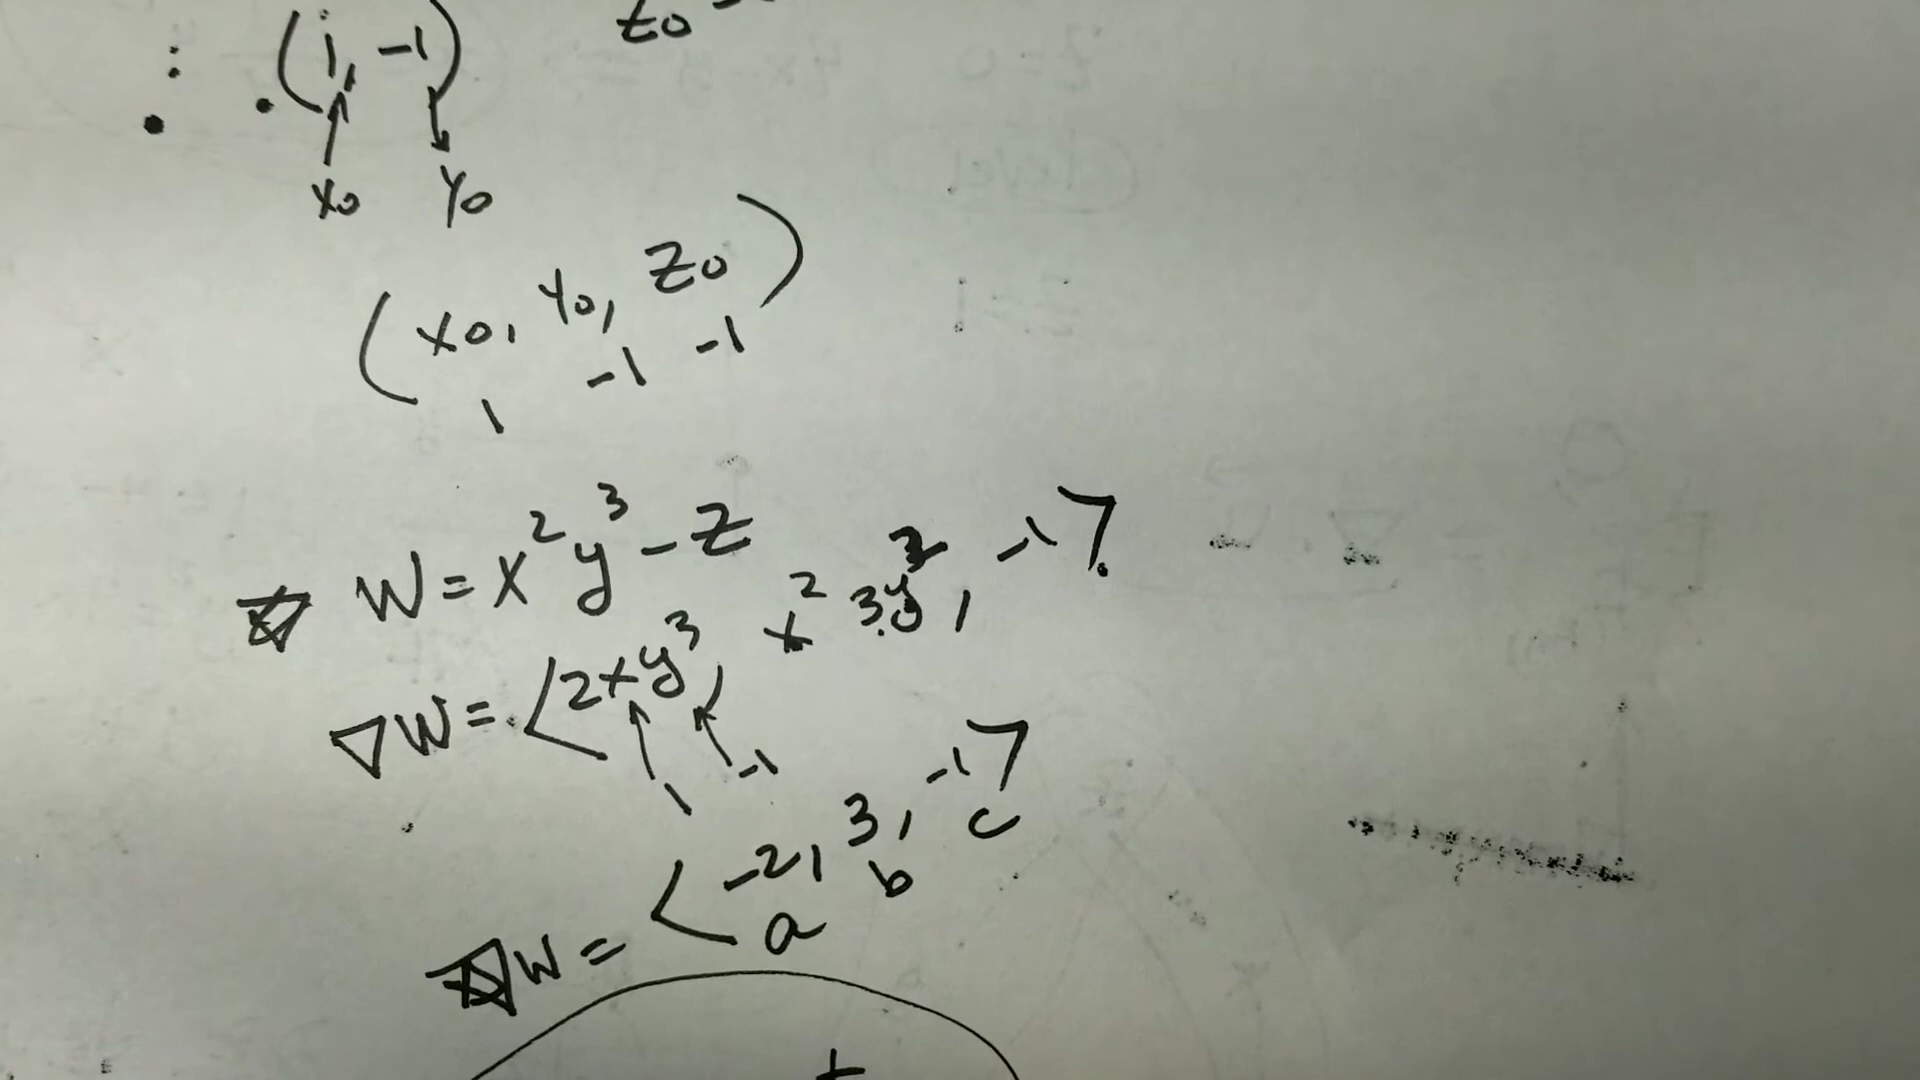 (1, -1) z0
x0 y0
(x0, y0, z0)
1 -1 -1
W = x²y³ - z
∇W = <2xy³, x² 3y², -1>.
1 -1
∇W = <-2, 3, -1>
a b c